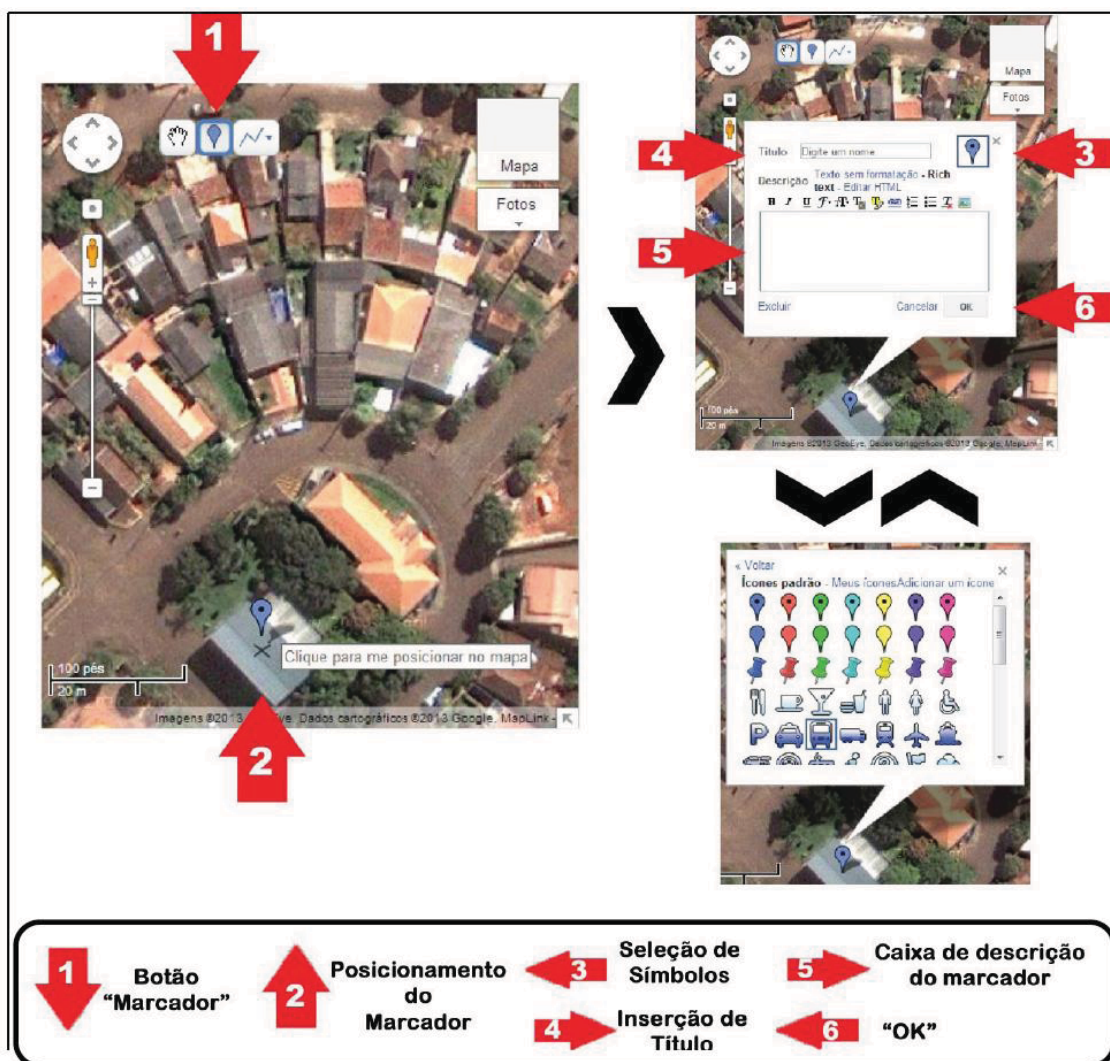 1
Mapa
Fotos
Clique para me posicionar no mapa
100 pés
20 m
Imagens ©2013 GeoEye, Dados cartográficos ©2013 Google, MapLink -
2
Mapa
Fotos
4
Título
Digite um nome
3
Descrição
Texto sem formatação - Rich
text - Editar HTML
B I U
5
Excluir
Cancelar
OK
6
100 pés
20 m
Imagens ©2013 GeoEye, Dados cartográficos ©2013 Google, MapLink -
« Voltar
Ícones padrão - Meus ícones Adicionar um ícone
P
1
Botão
“Marcador”
2
Posicionamento
do
Marcador
3
Seleção de
Símbolos
4
Inserção de
Título
5
Caixa de descrição
do marcador
6
“OK”